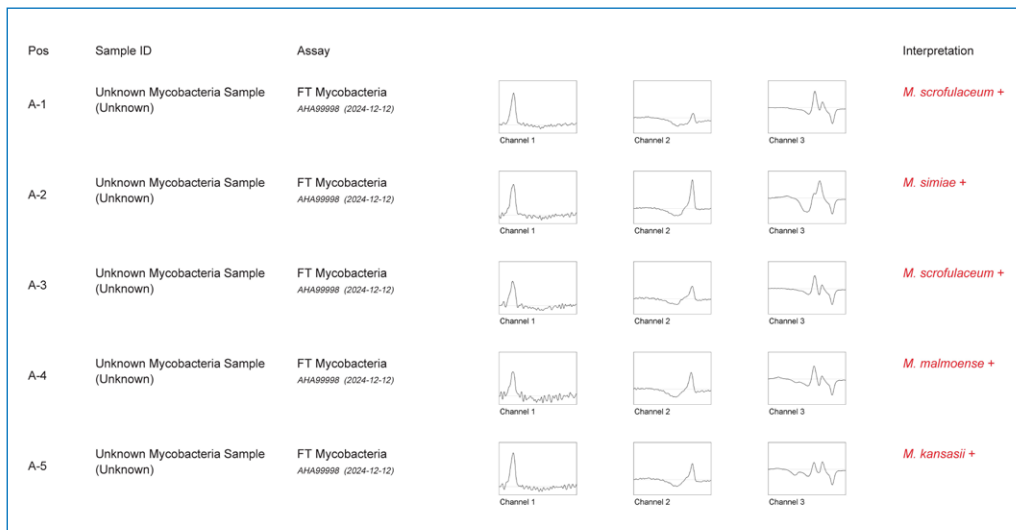 Pos Sample ID Assay Interpretation
A-1 Unknown Mycobacteria Sample (Unknown) FT Mycobacteria AHA99998 (2024-12-12) M. scrofulaceum +
Channel 1 Channel 2 Channel 3
A-2 Unknown Mycobacteria Sample (Unknown) FT Mycobacteria AHA99998 (2024-12-12) M. simiae +
Channel 1 Channel 2 Channel 3
A-3 Unknown Mycobacteria Sample (Unknown) FT Mycobacteria AHA99998 (2024-12-12) M. scrofulaceum +
Channel 1 Channel 2 Channel 3
A-4 Unknown Mycobacteria Sample (Unknown) FT Mycobacteria AHA99998 (2024-12-12) M. malmoense +
Channel 1 Channel 2 Channel 3
A-5 Unknown Mycobacteria Sample (Unknown) FT Mycobacteria AHA99998 (2024-12-12) M. kansasii +
Channel 1 Channel 2 Channel 3